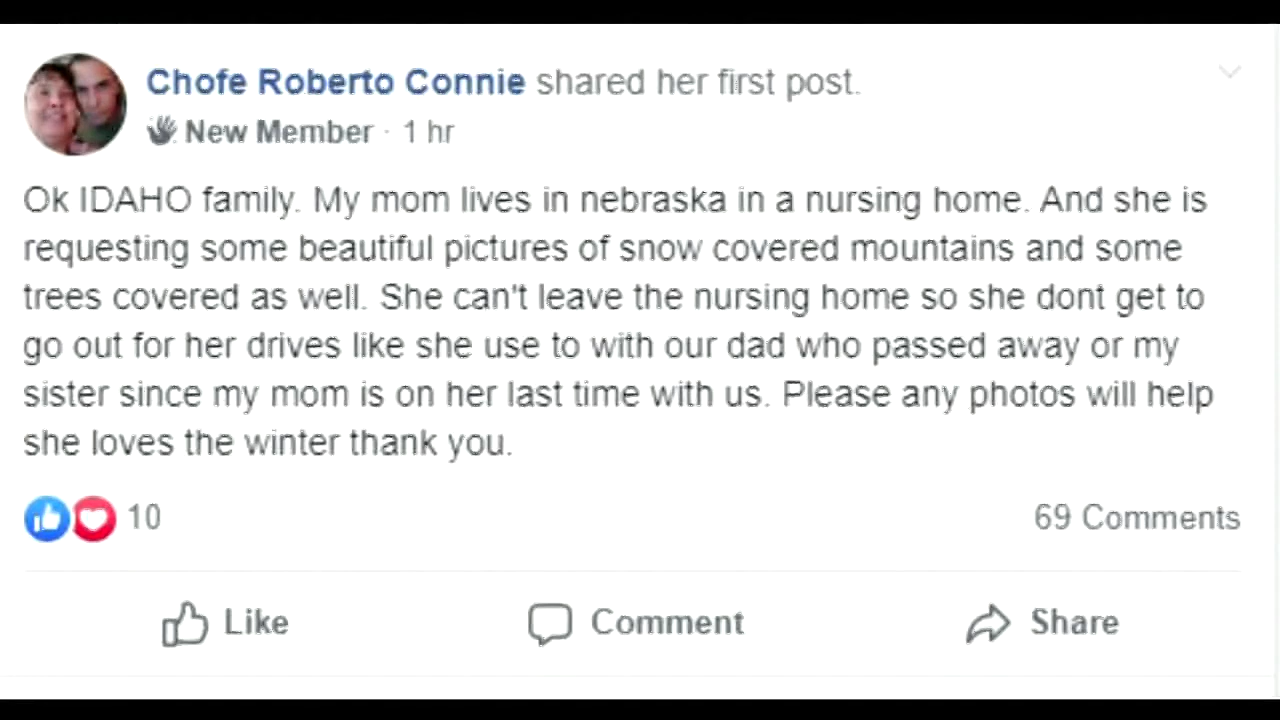 Chofe Roberto Connie shared her first post.
New Member · 1 hr
Ok IDAHO family. My mom lives in nebraska in a nursing home. And she is
requesting some beautiful pictures of snow covered mountains and some
trees covered as well. She can't leave the nursing home so she dont get to
go out for her drives like she use to with our dad who passed away or my
sister since my mom is on her last time with us. Please any photos will help
she loves the winter thank you.
10
69 Comments
Like
Comment
Share